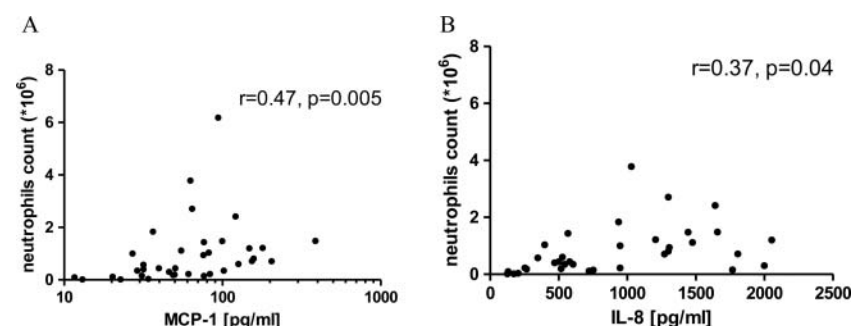 A
neutrophils count (*10⁶)
8
6
4
2
0
r=0.47, p=0.005
10
100
1000
MCP-1 [pg/ml]
B
neutrophils count (*10⁶)
8
6
4
2
0
r=0.37, p=0.04
0
500
1000
1500
2000
2500
IL-8 [pg/ml]